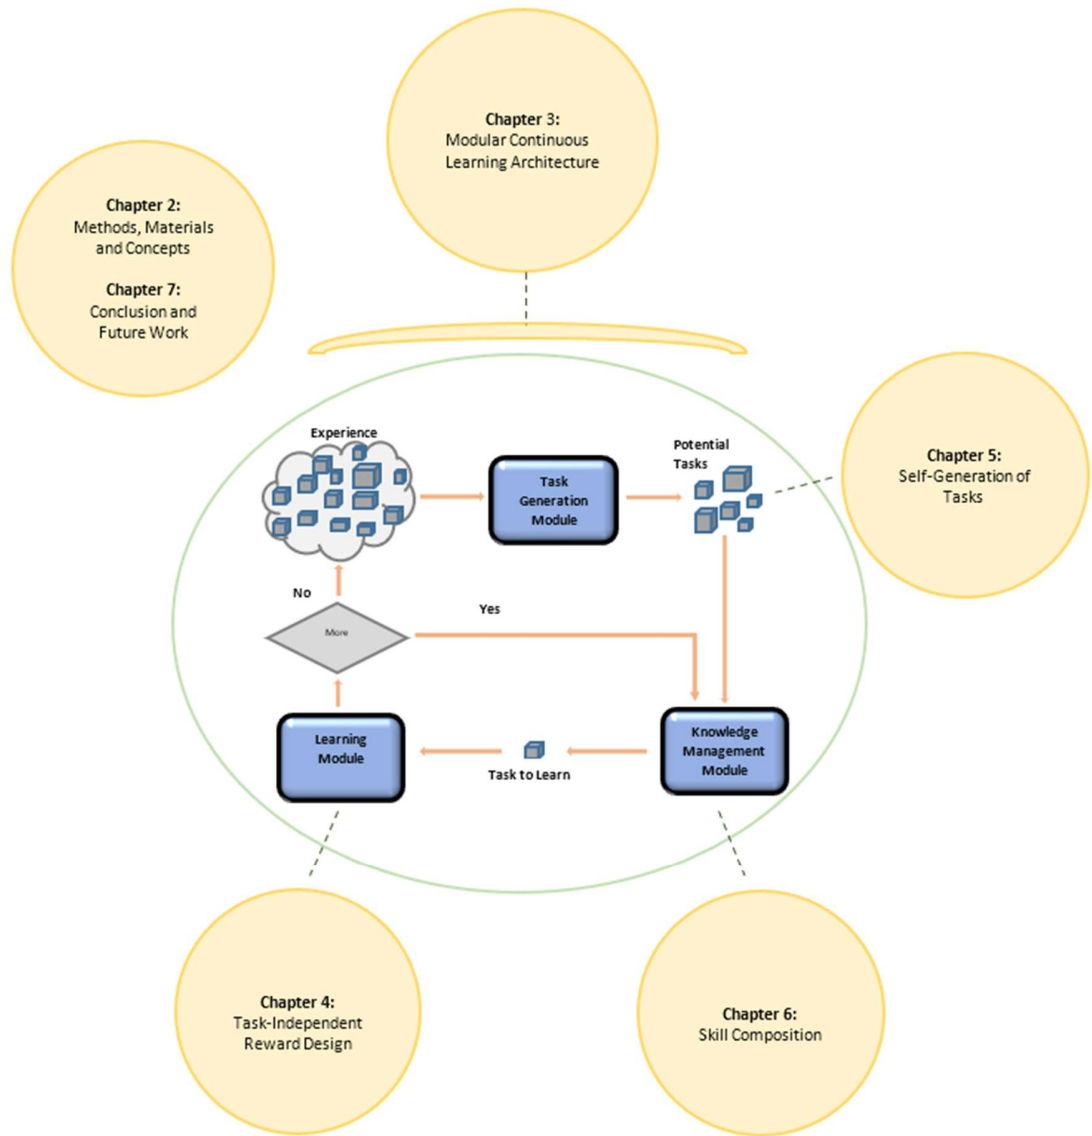 Chapter 3:
Modular Continuous
Learning Architecture
Chapter 2:
Methods, Materials
and Concepts
Chapter 7:
Conclusion and
Future Work
Chapter 5:
Self-Generation of
Tasks
Experience
Task
Generation
Module
Potential
Tasks
No
Yes
More
Learning
Module
Task to Learn
Knowledge
Management
Module
Chapter 4:
Task-Independent
Reward Design
Chapter 6:
Skill Composition